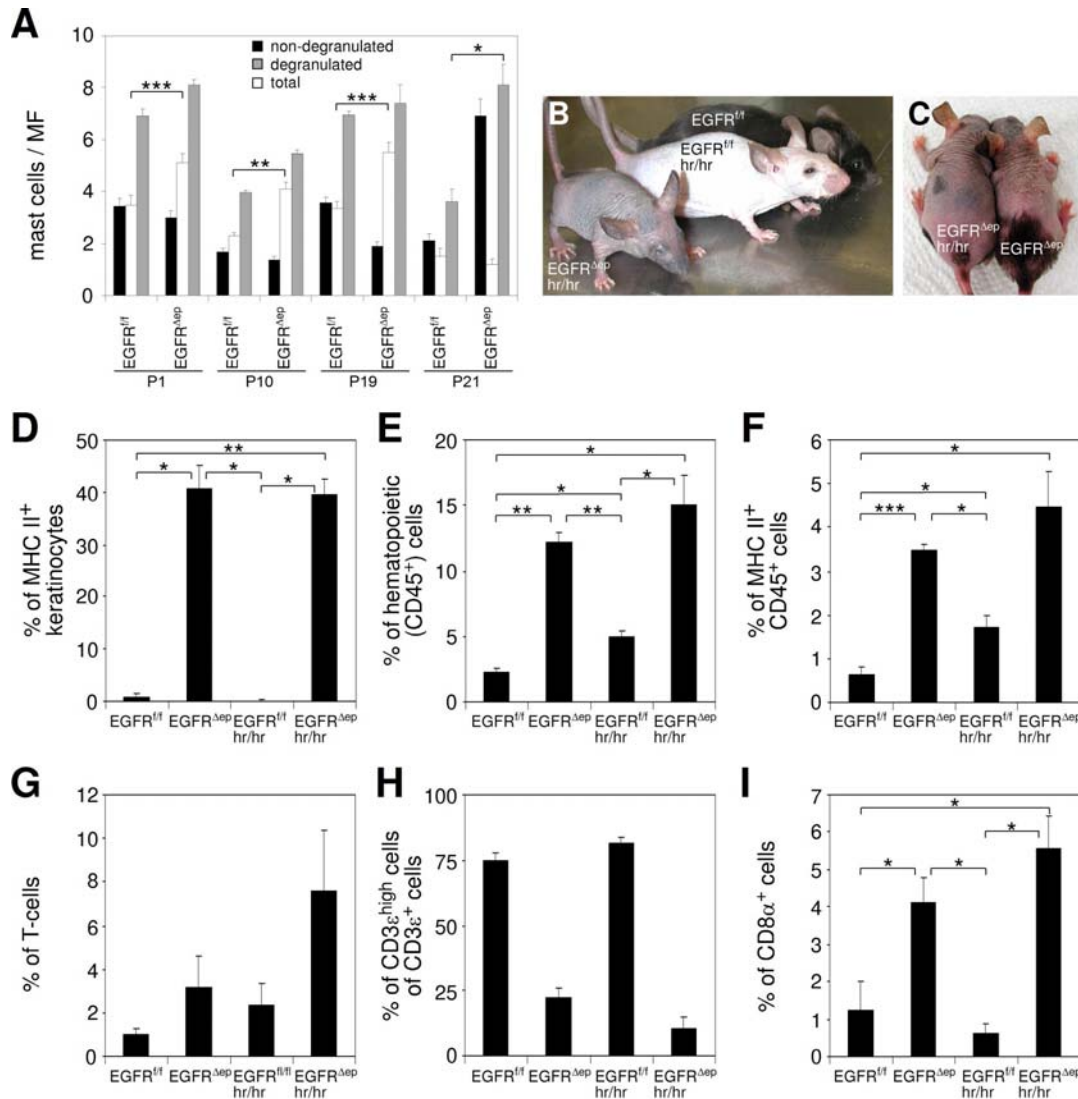 A
mast cells / MF
10
8
6
4
2
0
non-degranulated
degranulated
total
***
**
***
*
EGFRf/f
EGFRΔep
EGFRf/f
EGFRΔep
EGFRf/f
EGFRΔep
EGFRf/f
EGFRΔep
P1
P10
P19
P21
B
EGFRf/f
EGFRf/f
hr/hr
EGFRΔep
hr/hr
C
EGFRΔep
hr/hr
EGFRΔep
D
% of MHC II+
keratinocytes
50
40
30
20
10
0
**
*
*
*
EGFRf/f
EGFRΔep
EGFRf/f
hr/hr
EGFRΔep
hr/hr
E
% of hematopoietic
(CD45+) cells
20
15
10
5
0
*
*
*
**
**
EGFRf/f
EGFRΔep
EGFRf/f
hr/hr
EGFRΔep
hr/hr
F
% of MHC II+
CD45+ cells
6
5
4
3
2
1
0
*
*
***
*
EGFRf/f
EGFRΔep
EGFRf/f
hr/hr
EGFRΔep
hr/hr
G
% of T-cells
12
10
8
6
4
2
0
EGFRf/f
EGFRΔep
EGFRfl/fl
hr/hr
EGFRΔep
hr/hr
H
% of CD3εhigh cells
of CD3ε+ cells
100
75
50
25
0
EGFRf/f
EGFRΔep
EGFRf/f
hr/hr
EGFRΔep
hr/hr
I
% of CD8α+ cells
7
6
5
4
3
2
1
0
*
*
*
*
EGFRf/f
EGFRΔep
EGFRf/f
hr/hr
EGFRΔep
hr/hr